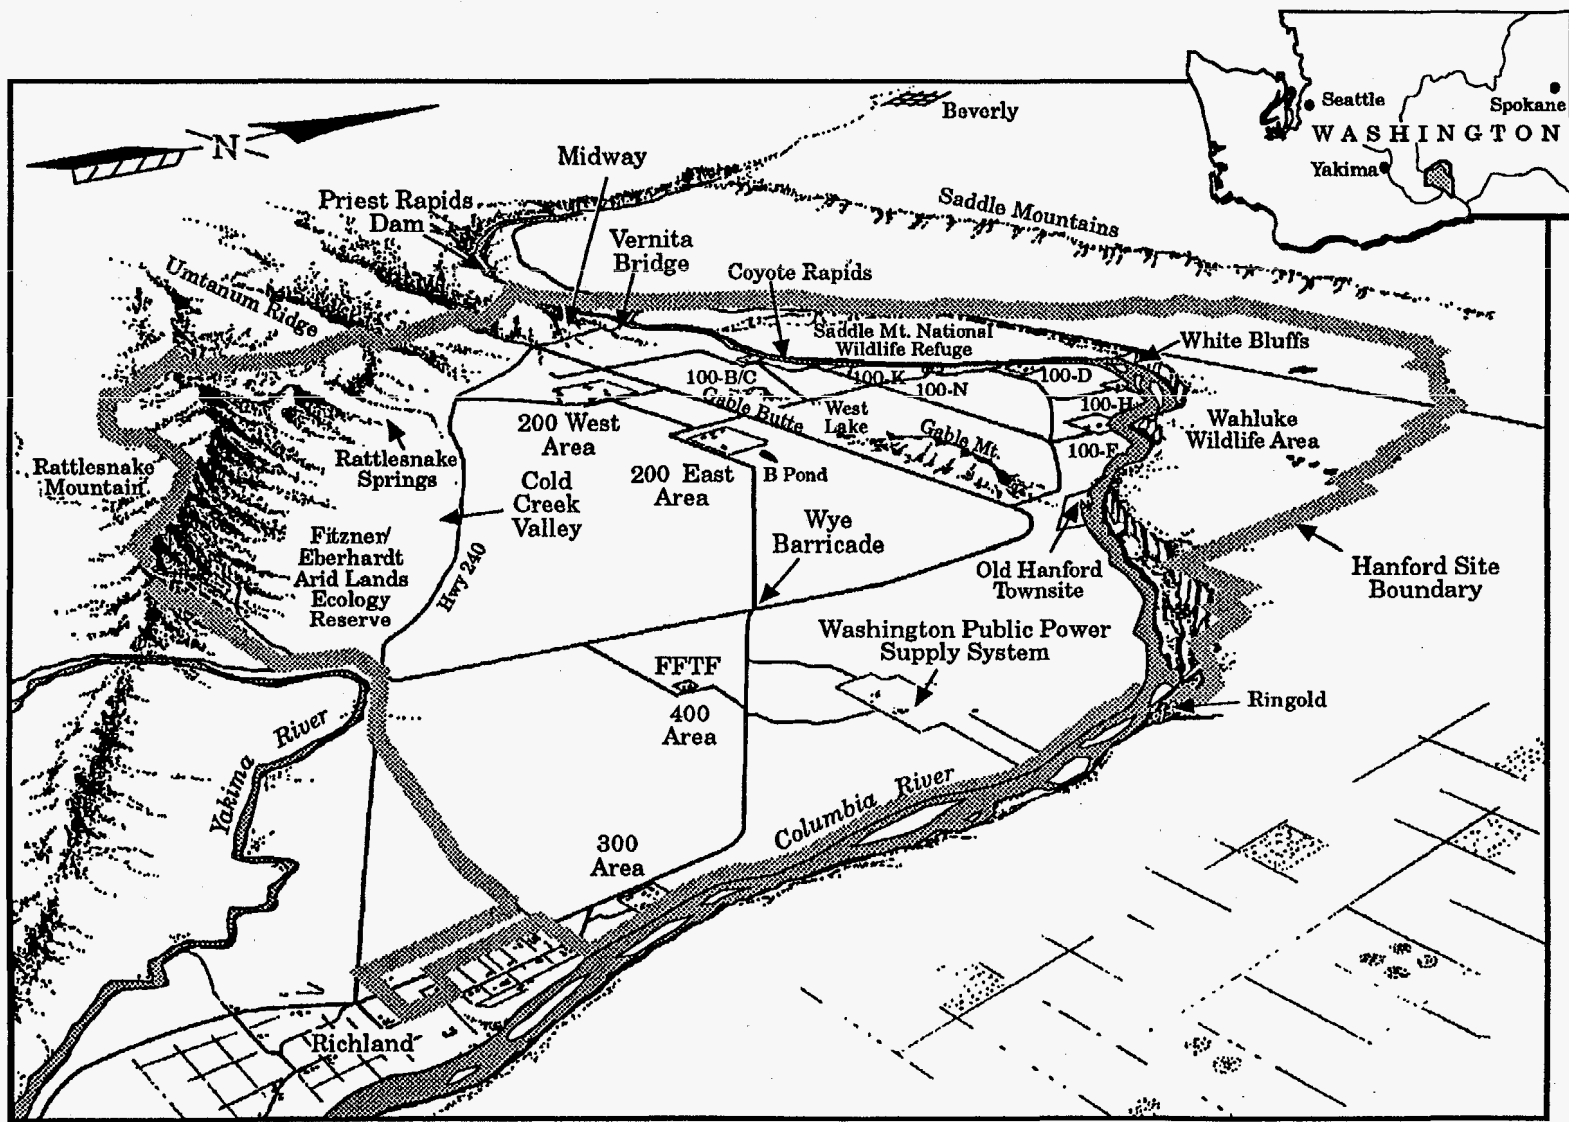 Beverly
Seattle
Spokane
WASHINGTON
Yakima
N
Midway
Priest Rapids
Dam
Saddle Mountains
Vernita
Bridge
Coyote Rapids
Umtanum Ridge
Saddle Mt. National
Wildlife Refuge
White Bluffs
100-B/C
100-K
100-N
100-D
100-H
100-F
Gable Butte
West
Lake
Gable Mt.
Wahluke
Wildlife Area
200 West
Area
Rattlesnake
Mountain
Rattlesnake
Springs
200 East
Area
B Pond
Cold
Creek
Valley
Wye
Barricade
Fitzner/
Eberhardt
Arid Lands
Ecology
Reserve
Hwy 240
Old Hanford
Townsite
Hanford Site
Boundary
Washington Public Power
Supply System
FFTF
400
Area
Ringold
Yakima River
Columbia River
300
Area
Richland